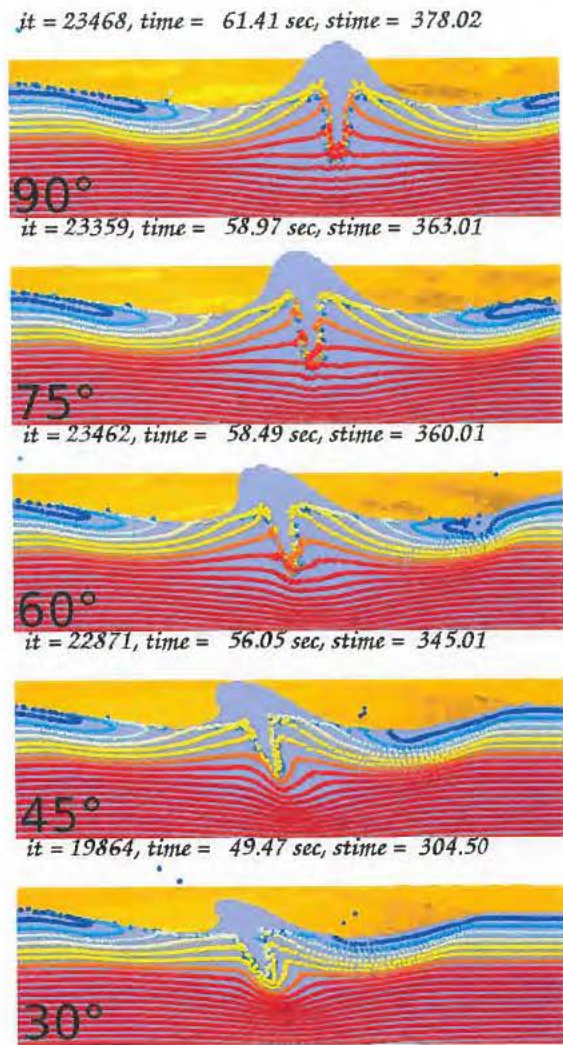 it = 23468, time = 61.41 sec, stime = 378.02
90°
it = 23359, time = 58.97 sec, stime = 363.01
75°
it = 23462, time = 58.49 sec, stime = 360.01
60°
it = 22871, time = 56.05 sec, stime = 345.01
45°
it = 19864, time = 49.47 sec, stime = 304.50
30°